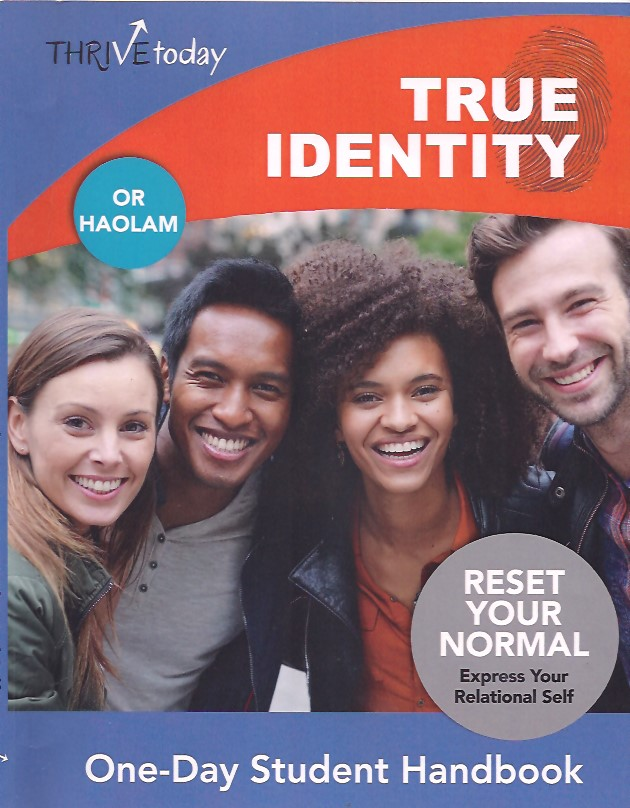 THRIVEtoday
TRUE
IDENTITY
OR
HAOLAM
RESET
YOUR
NORMAL
Express Your
Relational Self
One-Day Student Handbook